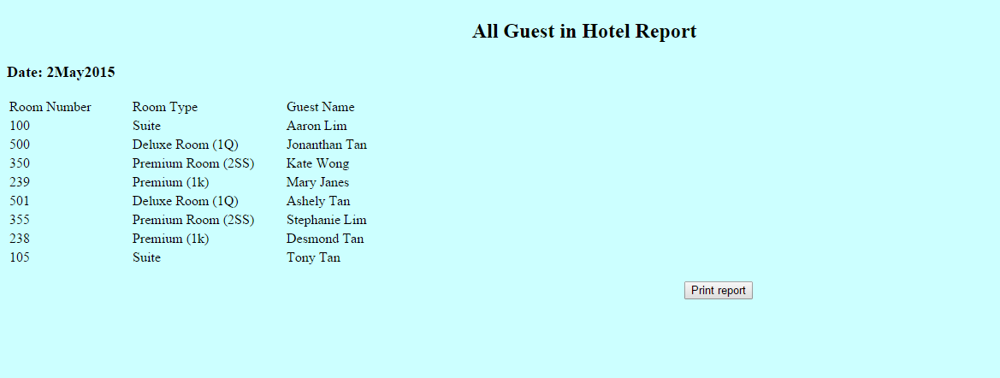 All Guest in Hotel Report
Date: 2May2015
Room Number Room Type Guest Name
100 Suite Aaron Lim
500 Deluxe Room (1Q) Jonanthan Tan
350 Premium Room (2SS) Kate Wong
239 Premium (1k) Mary Janes
501 Deluxe Room (1Q) Ashely Tan
355 Premium Room (2SS) Stephanie Lim
238 Premium (1k) Desmond Tan
105 Suite Tony Tan
Print report